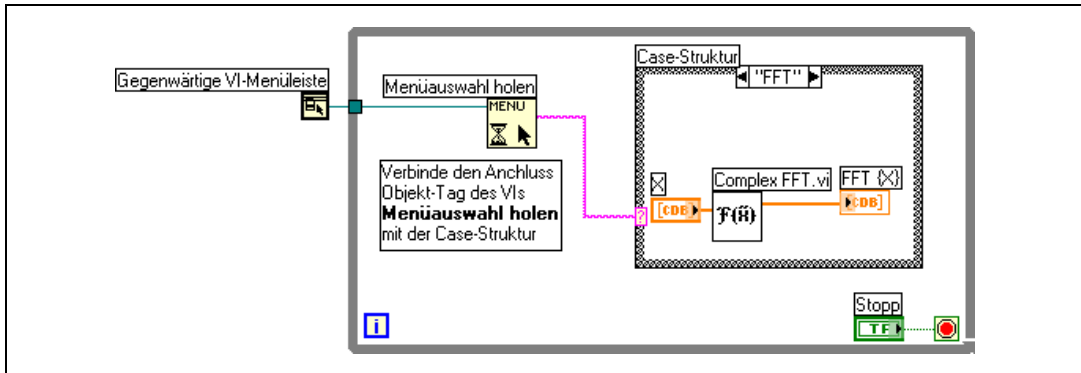 Case-Struktur
"FFT"
Gegenwärtige VI-Menüleiste
Menüauswahl holen
MENU
Verbinde den Anschluss
Objekt-Tag des VIs
Menüauswahl holen
mit der Case-Struktur
X
Complex FFT.vi
FFT {X}
[CDB]
F(x)
[CDB]
?
Stopp
TF
i